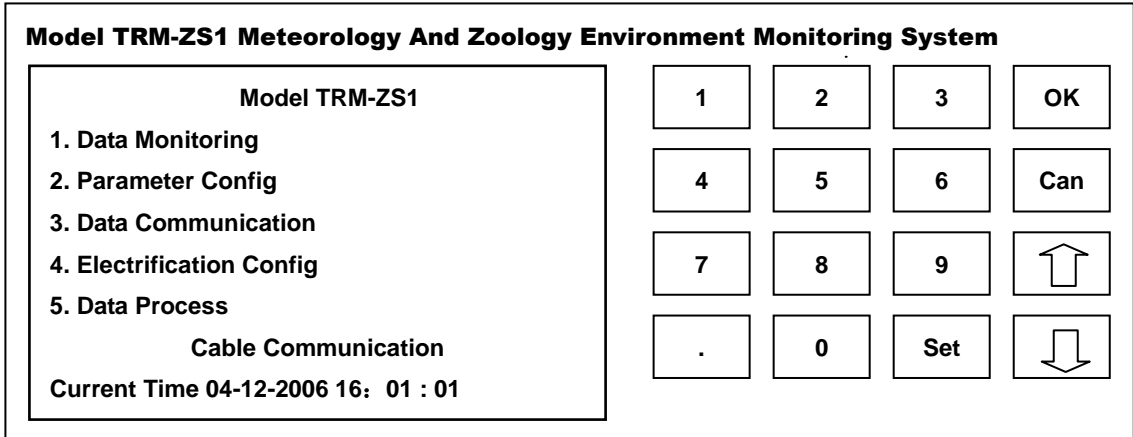 Model TRM-ZS1 Meteorology And Zoology Environment Monitoring System
Model TRM-ZS1
1. Data Monitoring
2. Parameter Config
3. Data Communication
4. Electrification Config
5. Data Process
Cable Communication
Current Time 04-12-2006 16：01 : 01
1 2 3 OK
4 5 6 Can
7 8 9
. 0 Set